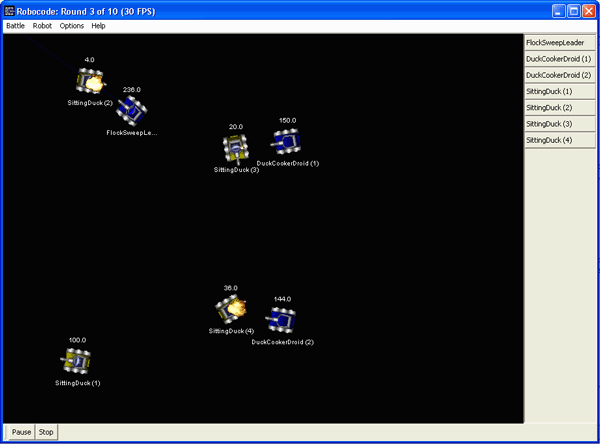 Robocode: Round 3 of 10 (30 FPS)
Battle Robot Options Help
4.0
SittingDuck (2)
236.0
FlockSweepLe...
20.0
SittingDuck (3)
150.0
DuckCookerDroid (1)
36.0
SittingDuck (4)
144.0
DuckCookerDroid (2)
100.0
SittingDuck (1)
FlockSweepLeader
DuckCookerDroid (1)
DuckCookerDroid (2)
SittingDuck (1)
SittingDuck (2)
SittingDuck (3)
SittingDuck (4)
Pause Stop